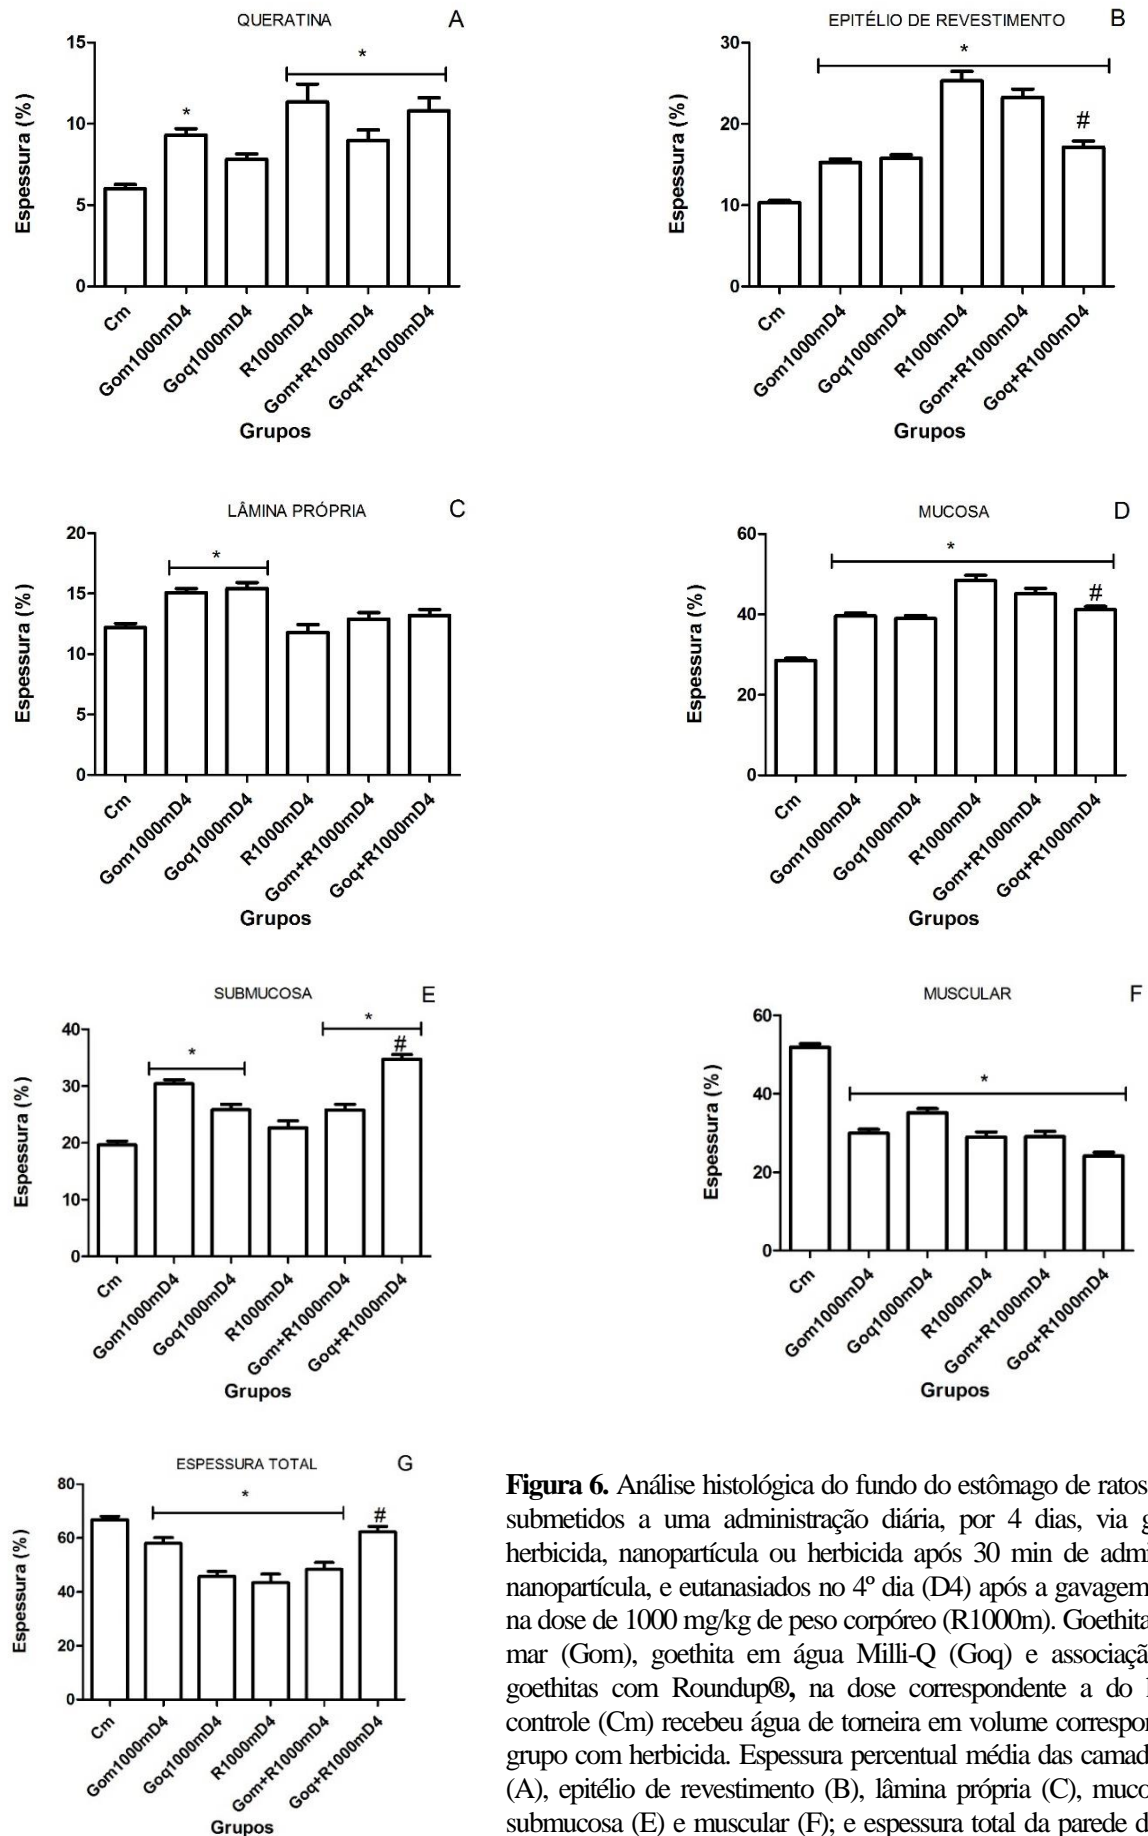 QUERATINA
A
Espessura (%)
15
10
5
0
*
*
Cm
Gom1000mD4
Goq1000mD4
R1000mD4
Gom+R1000mD4
Goq+R1000mD4
Grupos
EPITÉLIO DE REVESTIMENTO
B
Espessura (%)
30
20
10
0
*
#
Cm
Gom1000mD4
Goq1000mD4
R1000mD4
Gom+R1000mD4
Goq+R1000mD4
Grupos
LÂMINA PRÓPRIA
C
Espessura (%)
20
15
10
5
0
*
Cm
Gom1000mD4
Goq1000mD4
R1000mD4
Gom+R1000mD4
Goq+R1000mD4
Grupos
MUCOSA
D
Espessura (%)
60
40
20
0
*
#
Cm
Gom1000mD4
Goq1000mD4
R1000mD4
Gom+R1000mD4
Goq+R1000mD4
Grupos
SUBMUCOSA
E
Espessura (%)
40
30
20
10
0
*
*
#
Cm
Gom1000mD4
Goq1000mD4
R1000mD4
Gom+R1000mD4
Goq+R1000mD4
Grupos
MUSCULAR
F
Espessura (%)
60
40
20
0
*
Cm
Gom1000mD4
Goq1000mD4
R1000mD4
Gom+R1000mD4
Goq+R1000mD4
Grupos
ESPESSURA TOTAL
G
Espessura (%)
80
60
40
20
0
*
#
Cm
Gom1000mD4
Goq1000mD4
R1000mD4
Gom+R1000mD4
Goq+R1000mD4
Grupos
Figura 6. Análise histológica do fundo do estômago de ratos
submetidos a uma administração diária, por 4 dias, via
herbicida, nanopartícula ou herbicida após 30 min de admi
nanopartícula, e eutanasiados no 4º dia (D4) após a gavagem
na dose de 1000 mg/kg de peso corpóreo (R1000m). Goethita
mar (Gom), goethita em água Milli-Q (Goq) e associaçã
goethitas com Roundup®, na dose correspondente a do
controle (Cm) recebeu água de torneira em volume correspon
grupo com herbicida. Espessura percentual média das camad
(A), epitélio de revestimento (B), lâmina própria (C), muco
submucosa (E) e muscular (F); e espessura total da parede d